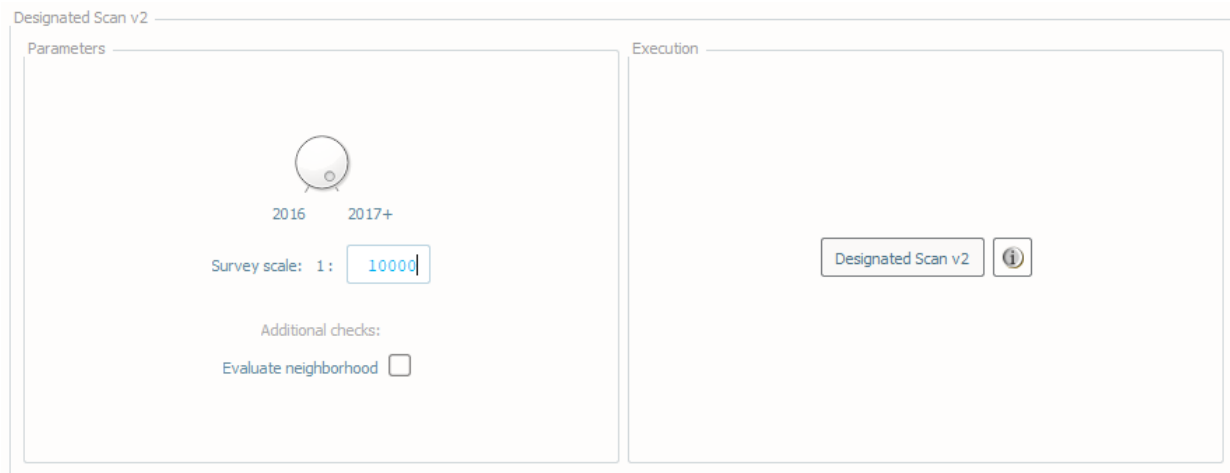 Designated Scan v2
Parameters
Execution
2016 2017+
Survey scale: 1 : 10000
Designated Scan v2
Additional checks:
Evaluate neighborhood